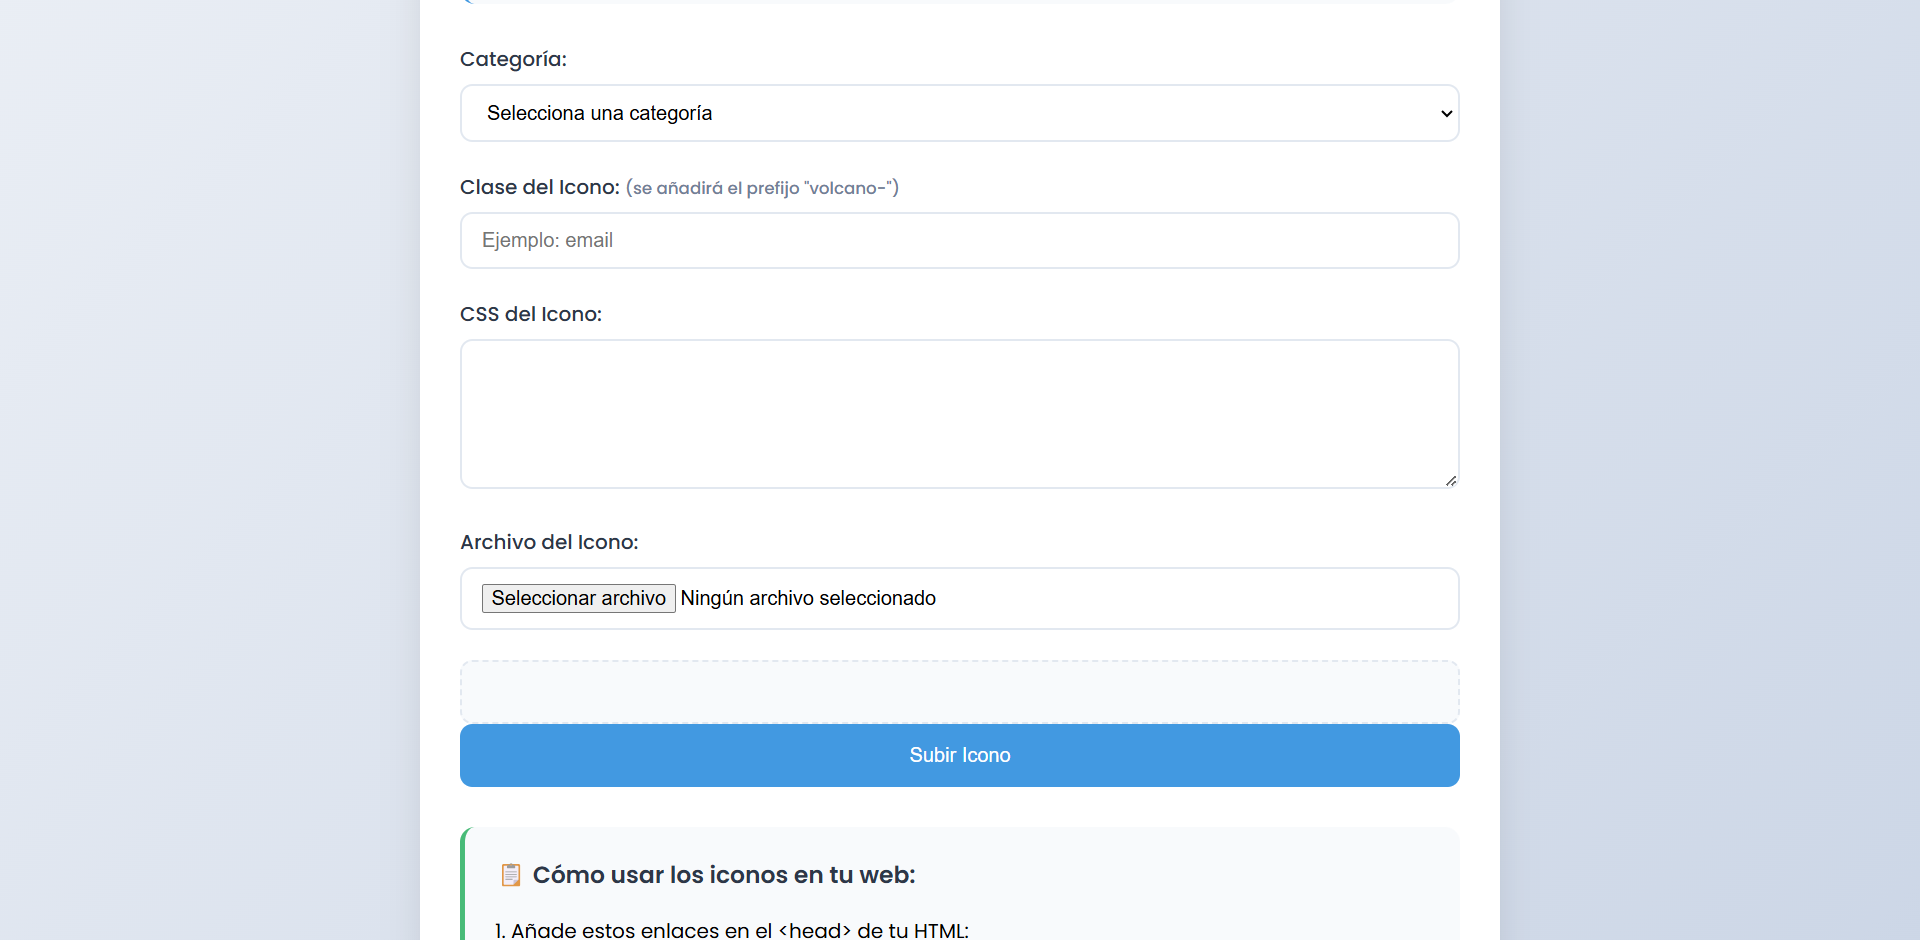 Categoría:
Selecciona una categoría
Clase del Icono: (se añadirá el prefijo "volcano-")
Ejemplo: email
CSS del Icono:
Archivo del Icono:
Seleccionar archivo Ningún archivo seleccionado
Subir Icono
📋 Cómo usar los iconos en tu web:
1. Añade estos enlaces en el <head> de tu HTML: